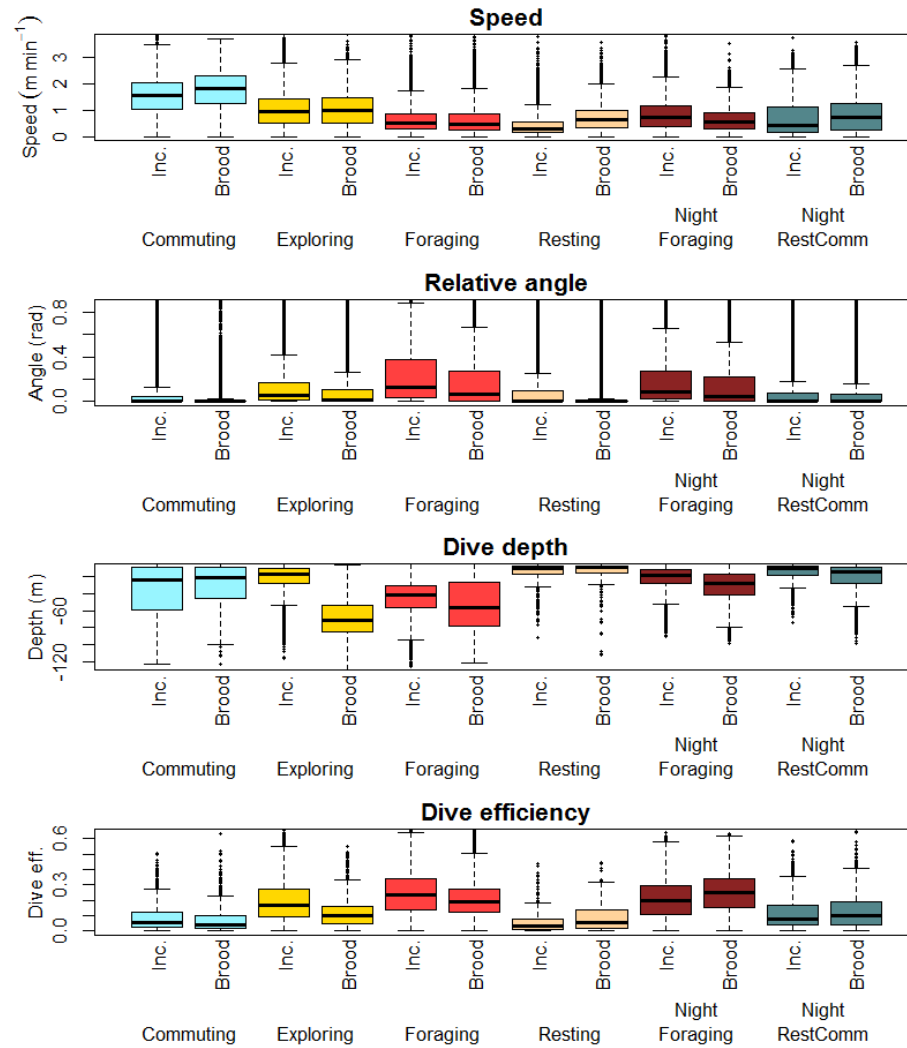 Speed
Speed (m min⁻¹)
0 1 2 3
Inc. Brood Inc. Brood Inc. Brood Inc. Brood Inc. Brood Inc. Brood
Night Night
Commuting Exploring Foraging Resting Foraging RestComm
Relative angle
Angle (rad)
0.0 0.4 0.8
Inc. Brood Inc. Brood Inc. Brood Inc. Brood Inc. Brood Inc. Brood
Night Night
Commuting Exploring Foraging Resting Foraging RestComm
Dive depth
Depth (m)
-120 -60
Inc. Brood Inc. Brood Inc. Brood Inc. Brood Inc. Brood Inc. Brood
Night Night
Commuting Exploring Foraging Resting Foraging RestComm
Dive efficiency
Dive eff.
0.0 0.3 0.6
Inc. Brood Inc. Brood Inc. Brood Inc. Brood Inc. Brood Inc. Brood
Night Night
Commuting Exploring Foraging Resting Foraging RestComm